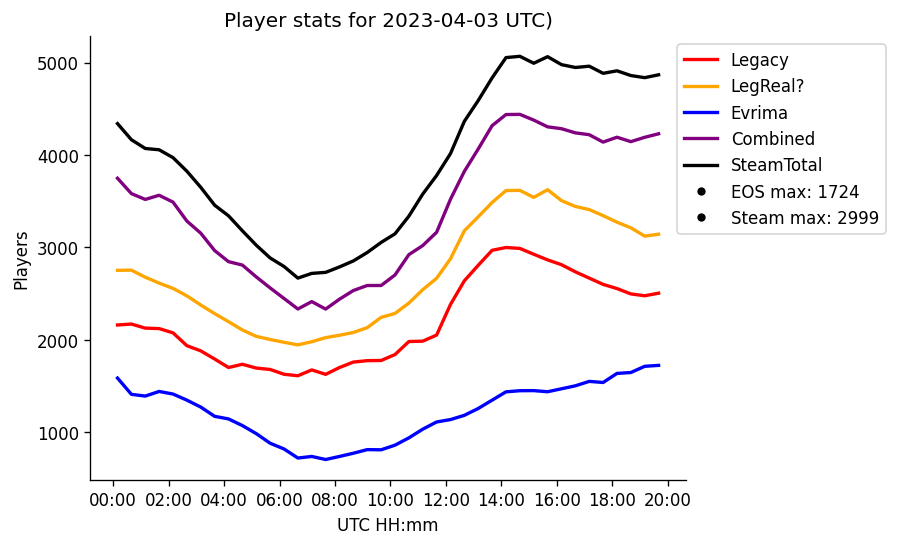 Player stats for 2023-04-03 UTC)
Players
5000
4000
3000
2000
1000
00:00 02:00 04:00 06:00 08:00 10:00 12:00 14:00 16:00 18:00 20:00
UTC HH:mm
Legacy
LegReal?
Evrima
Combined
SteamTotal
EOS max: 1724
Steam max: 2999